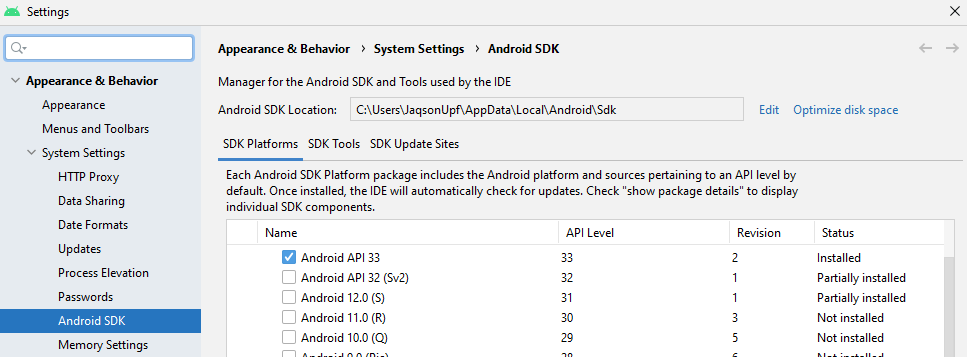 Settings
Appearance & Behavior
Appearance
Menus and Toolbars
System Settings
HTTP Proxy
Data Sharing
Date Formats
Updates
Process Elevation
Passwords
Android SDK
Memory Settings
Appearance & Behavior › System Settings › Android SDK
Manager for the Android SDK and Tools used by the IDE
Android SDK Location: C:\Users\JaqsonUpf\AppData\Local\Android\Sdk Edit Optimize disk space
SDK Platforms SDK Tools SDK Update Sites
Each Android SDK Platform package includes the Android platform and sources pertaining to an API level by
default. Once installed, the IDE will automatically check for updates. Check "show package details" to display
individual SDK components.
Name API Level Revision Status
Android API 33 33 2 Installed
Android API 32 (Sv2) 32 1 Partially installed
Android 12.0 (S) 31 1 Partially installed
Android 11.0 (R) 30 3 Not installed
Android 10.0 (Q) 29 5 Not installed